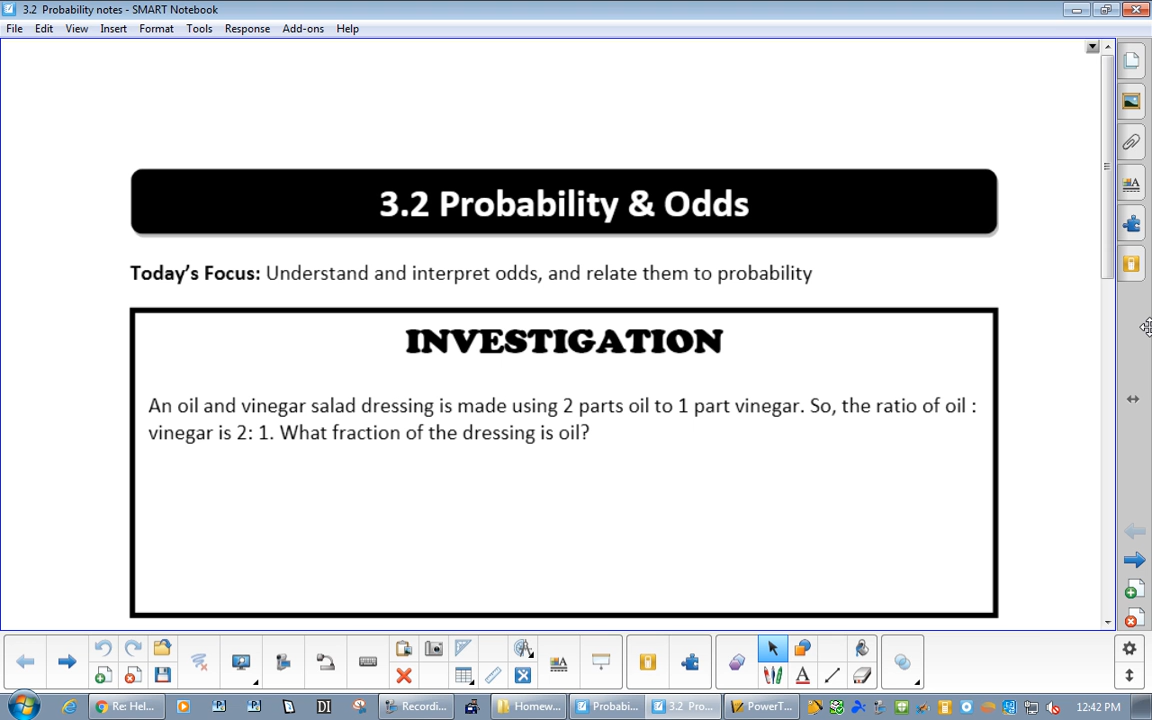 3.2 Probability notes - SMART Notebook
File Edit View Insert Format Tools Response Add-ons Help
3.2 Probability & Odds
Today's Focus: Understand and interpret odds, and relate them to probability
INVESTIGATION
An oil and vinegar salad dressing is made using 2 parts oil to 1 part vinegar. So, the ratio of oil :
vinegar is 2: 1. What fraction of the dressing is oil?
Re: Hel... Recordi... Homew... Probabi... 3.2 Pro... PowerT... 12:42 PM